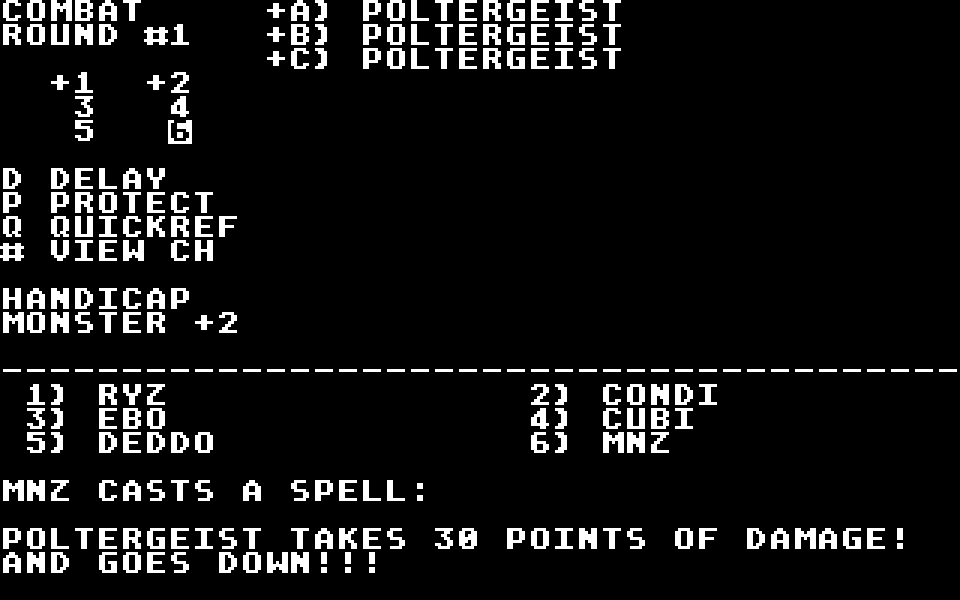 COMBAT     +A) POLTERGEIST
ROUND #1   +B) POLTERGEIST
           +C) POLTERGEIST
+1  +2
3   4
5   6
D DELAY
P PROTECT
Q QUICKREF
# VIEW CH
HANDICAP
MONSTER +2
----------------------------------------
1) RYZ                2) CONDI
3) EBO                4) CUBI
5) DEDDO              6) MNZ
MNZ CASTS A SPELL:
POLTERGEIST TAKES 30 POINTS OF DAMAGE!
AND GOES DOWN!!!